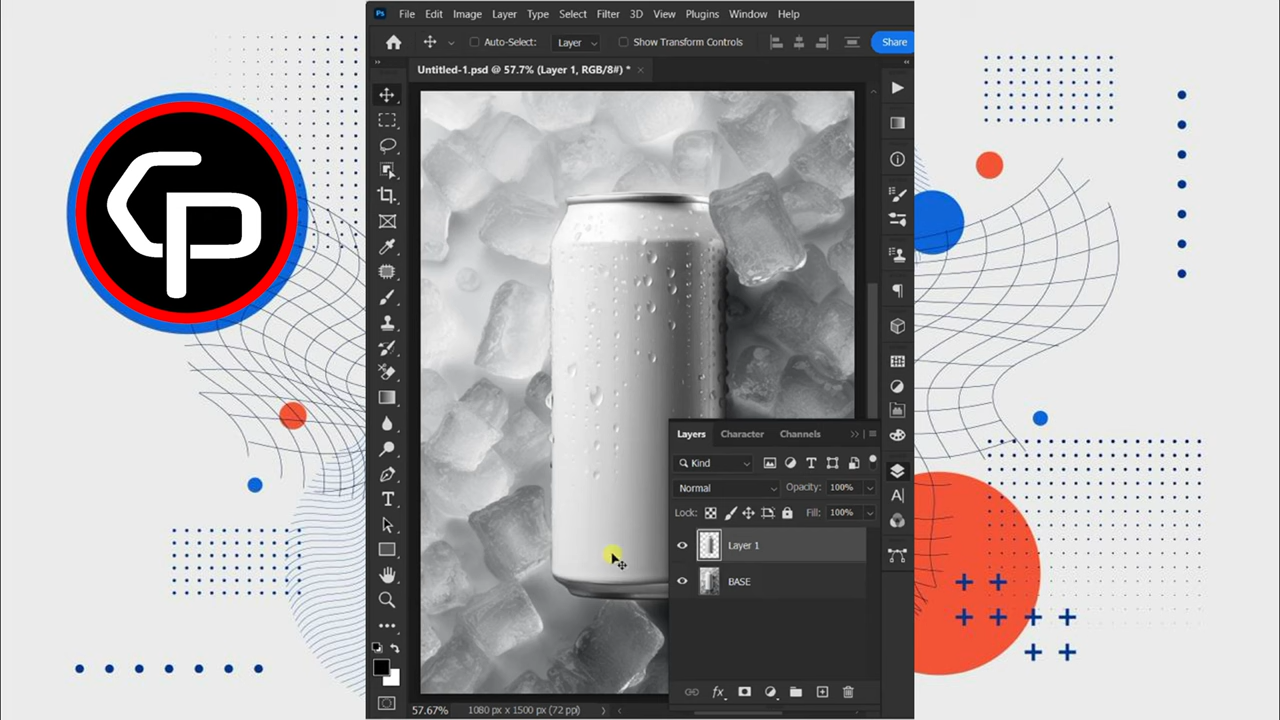 CP
Ps File Edit Image Layer Type Select Filter 3D View Plugins Window Help
Auto-Select: Layer Show Transform Controls Share
Untitled-1.psd @ 57.7% (Layer 1, RGB/8#) * ×
Layers Character Channels
Kind
Normal Opacity: 100%
Lock: Fill: 100%
Layer 1
BASE
57.67% 1080 px x 1500 px (72 ppi)